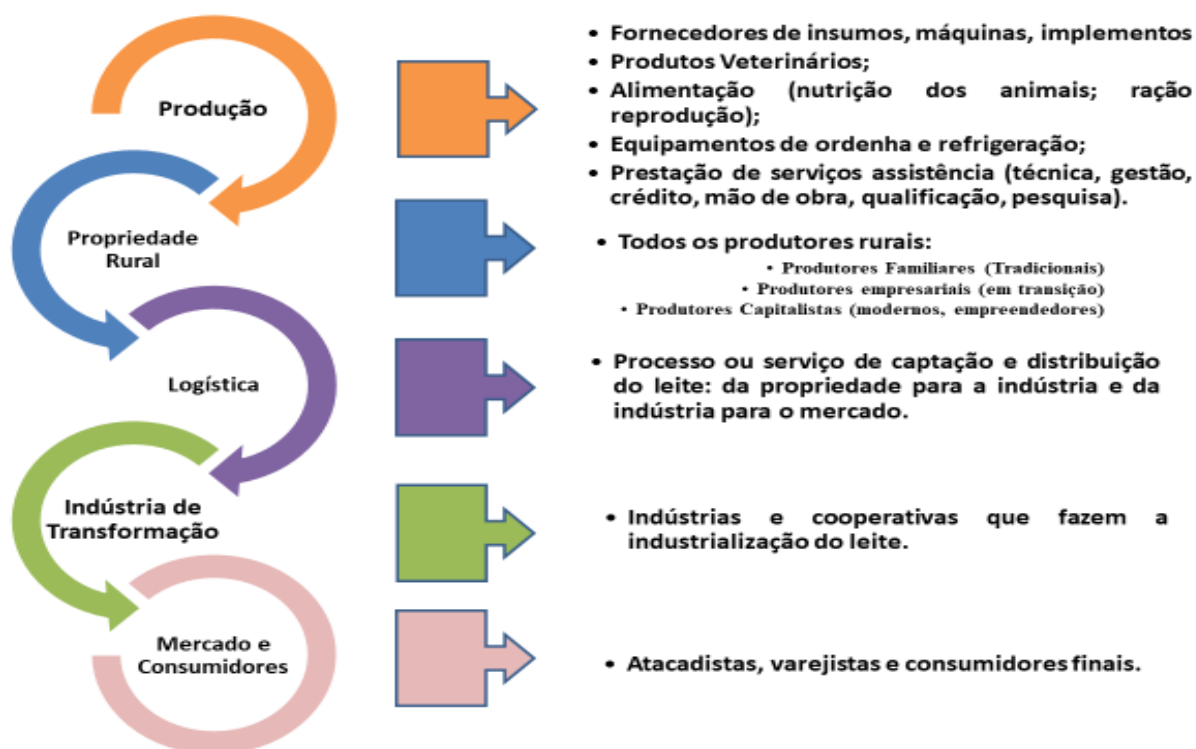 Produção
• Fornecedores de insumos, máquinas, implementos
• Produtos Veterinários;
• Alimentação (nutrição dos animais; ração
reprodução);
• Equipamentos de ordenha e refrigeração;
• Prestação de serviços assistência (técnica, gestão,
crédito, mão de obra, qualificação, pesquisa).
Propriedade
Rural
• Todos os produtores rurais:
• Produtores Familiares (Tradicionais)
• Produtores empresariais (em transição)
• Produtores Capitalistas (modernos, empreendedores)
Logística
• Processo ou serviço de captação e distribuição
do leite: da propriedade para a indústria e da
indústria para o mercado.
Indústria de
Transformação
• Indústrias e cooperativas que fazem a
industrialização do leite.
Mercado e
Consumidores
• Atacadistas, varejistas e consumidores finais.